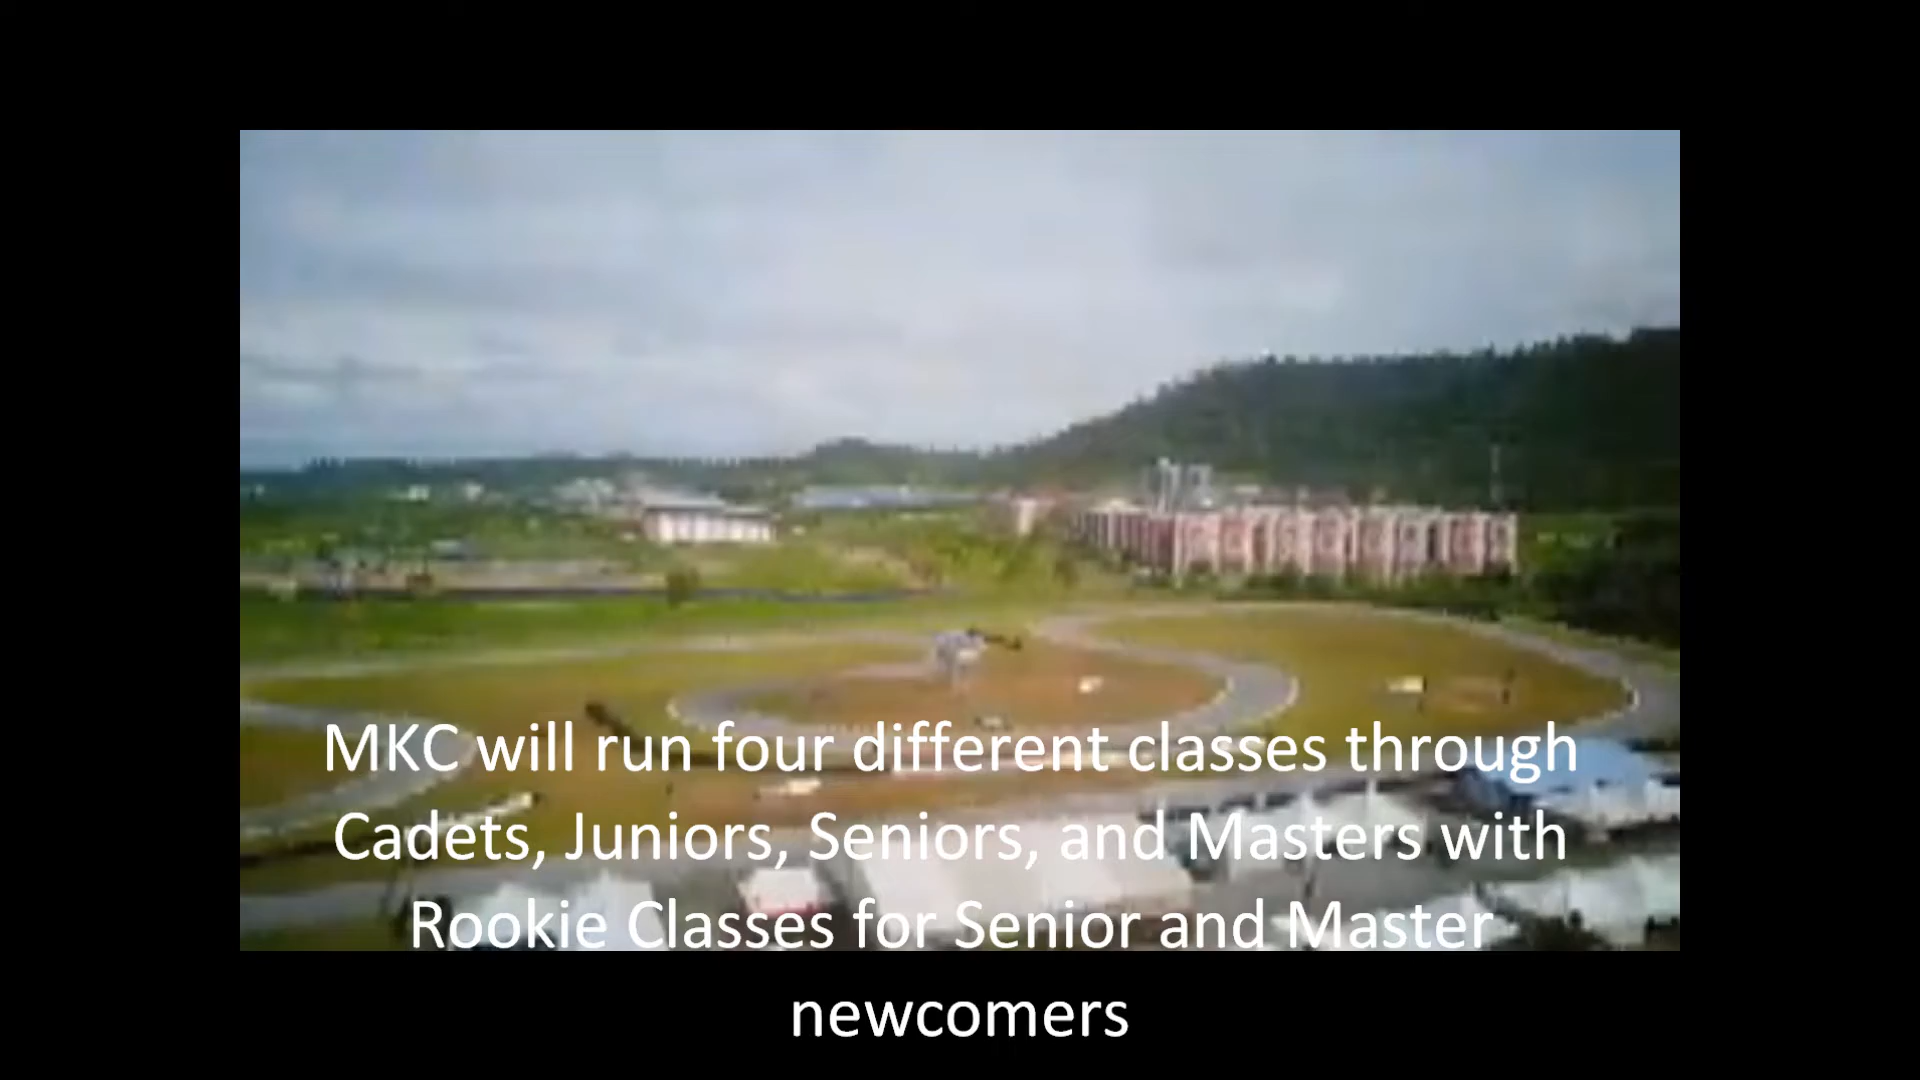 MKC will run four different classes through
Cadets, Juniors, Seniors, and Masters with
Rookie Classes for Senior and Master
newcomers